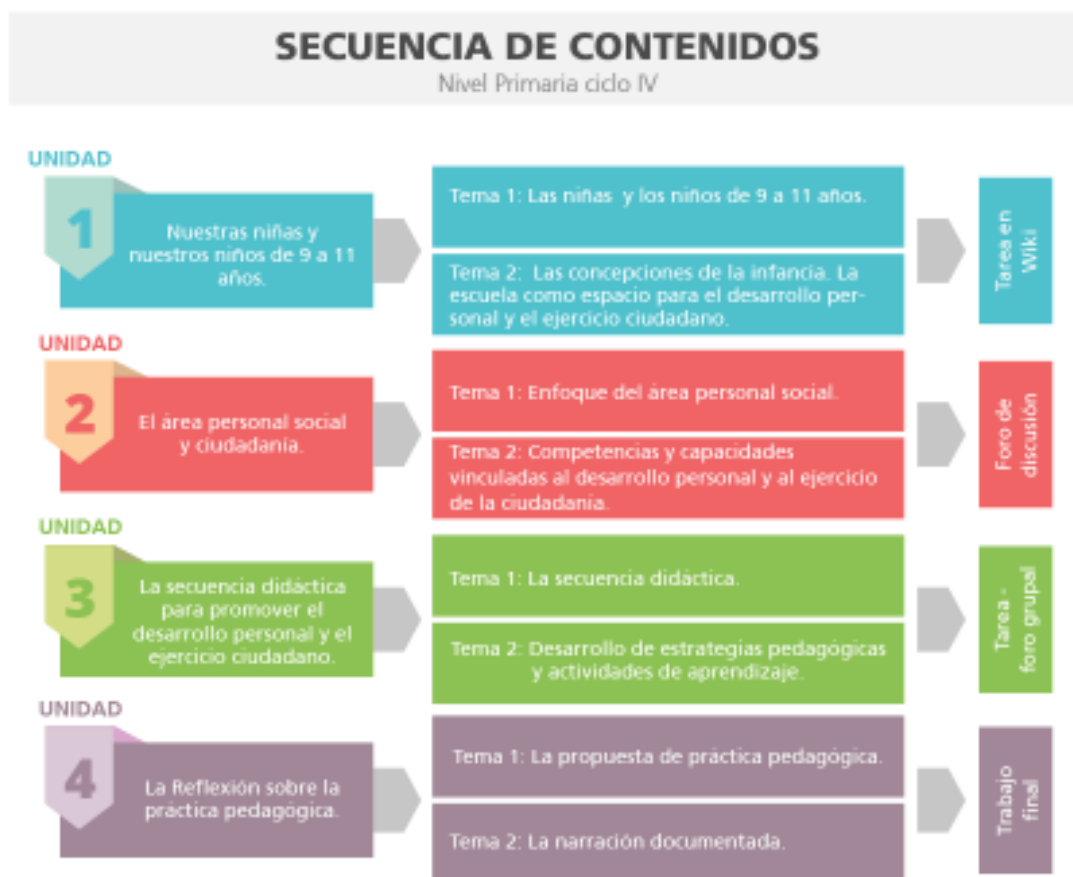 SECUENCIA DE CONTENIDOS
Nivel Primaria ciclo IV
UNIDAD
1
Nuestras niñas y
nuestros niños de 9 a 11
años.
Tema 1: Las niñas y los niños de 9 a 11 años.
Tema 2: Las concepciones de la infancia. La
escuela como espacio para el desarrollo per-
sonal y el ejercicio ciudadano.
Tarea en
Wiki
UNIDAD
2
El área personal social
y ciudadanía.
Tema 1: Enfoque del área personal social.
Tema 2: Competencias y capacidades
vinculadas al desarrollo personal y al ejercicio
de la ciudadanía.
Foro de
discusión
UNIDAD
3
La secuencia didáctica
para promover el
desarrollo personal y el
ejercicio ciudadano.
Tema 1: La secuencia didáctica.
Tema 2: Desarrollo de estrategias pedagógicas
y actividades de aprendizaje.
Tarea -
foro grupal
UNIDAD
4
La Reflexión sobre la
práctica pedagógica.
Tema 1: La propuesta de práctica pedagógica.
Tema 2: La narración documentada.
Trabajo
final